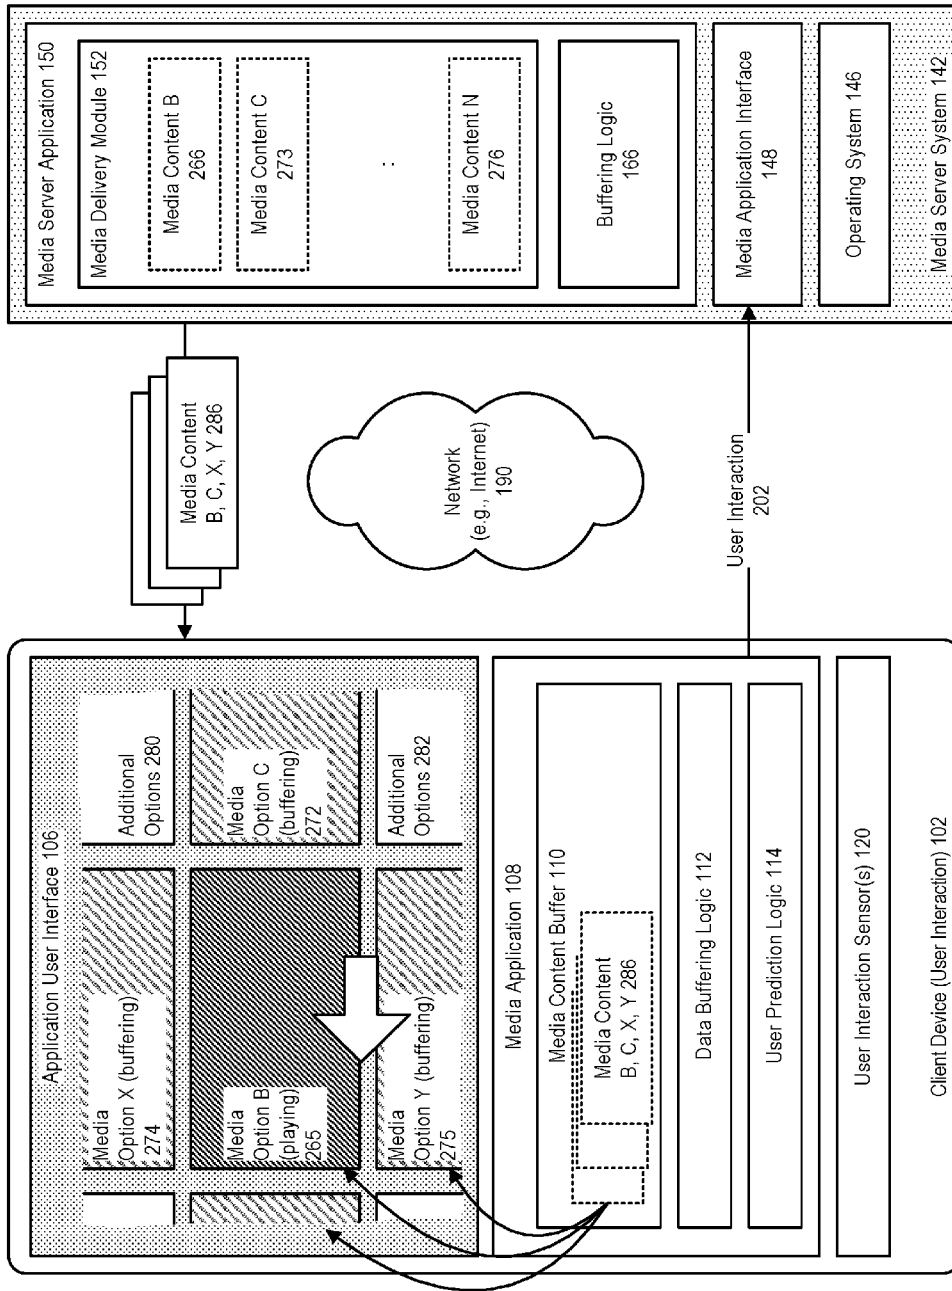 Application User Interface 106
Media
Option X (buffering)
274
Additional
Options 280
Media
Option B
(playing)
265
Media
Option C
(buffering)
272
Media
Option Y (buffering)
275
Additional
Options 282
Media Application 108
Media Content Buffer 110
Media Content
B, C, X, Y 286
Data Buffering Logic 112
User Prediction Logic 114
User Interaction Sensor(s) 120
Client Device (User Interaction) 102
Media Content
B, C, X, Y 286
Network
(e.g., Internet)
190
User Interaction
202
Media Server Application 150
Media Delivery Module 152
Media Content B
266
Media Content C
273
:
Media Content N
276
Buffering Logic
166
Media Application Interface
148
Operating System 146
Media Server System 142